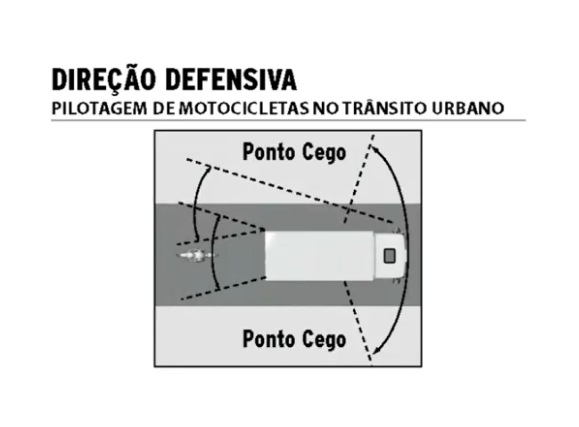 DIREÇÃO DEFENSIVA
PILOTAGEM DE MOTOCICLETAS NO TRÂNSITO URBANO
Ponto Cego
Ponto Cego